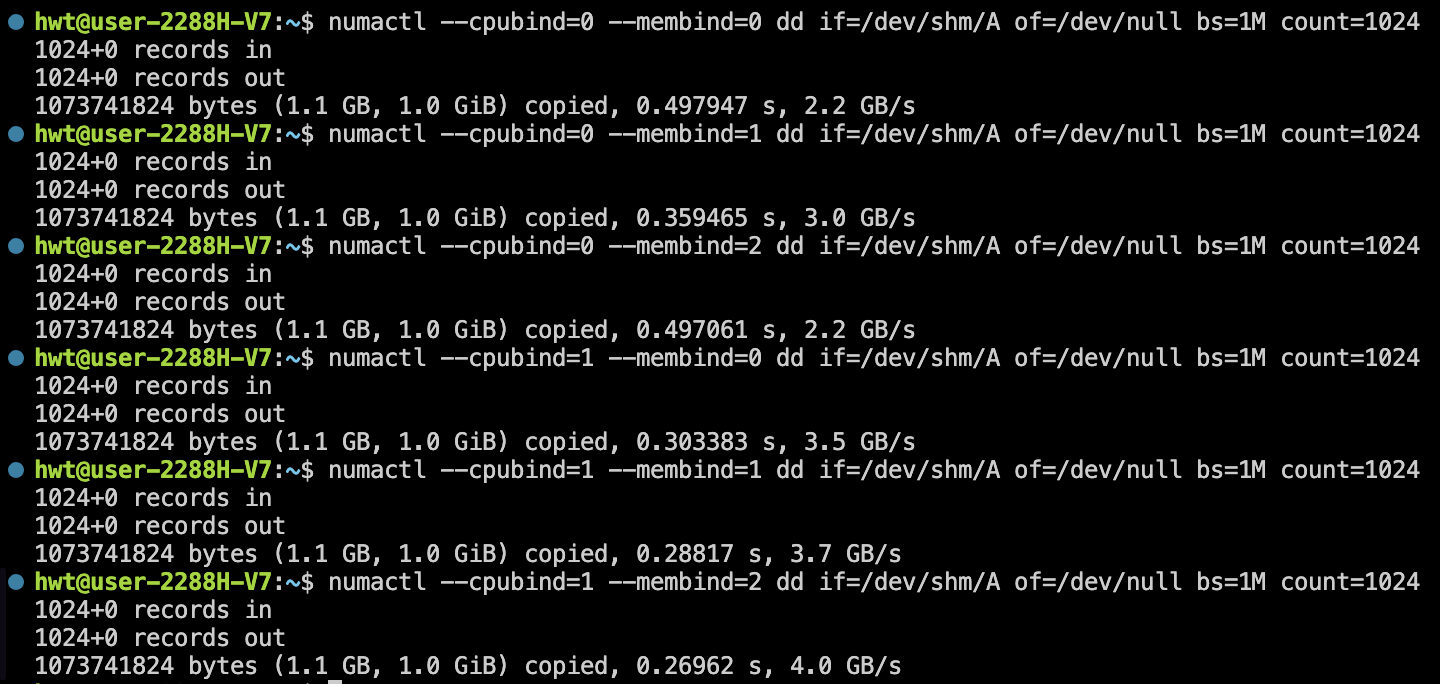 hwt@user-2288H-V7:~$ numactl --cpubind=0 --membind=0 dd if=/dev/shm/A of=/dev/null bs=1M count=1024
1024+0 records in
1024+0 records out
1073741824 bytes (1.1 GB, 1.0 GiB) copied, 0.497947 s, 2.2 GB/s
hwt@user-2288H-V7:~$ numactl --cpubind=0 --membind=1 dd if=/dev/shm/A of=/dev/null bs=1M count=1024
1024+0 records in
1024+0 records out
1073741824 bytes (1.1 GB, 1.0 GiB) copied, 0.359465 s, 3.0 GB/s
hwt@user-2288H-V7:~$ numactl --cpubind=0 --membind=2 dd if=/dev/shm/A of=/dev/null bs=1M count=1024
1024+0 records in
1024+0 records out
1073741824 bytes (1.1 GB, 1.0 GiB) copied, 0.497061 s, 2.2 GB/s
hwt@user-2288H-V7:~$ numactl --cpubind=1 --membind=0 dd if=/dev/shm/A of=/dev/null bs=1M count=1024
1024+0 records in
1024+0 records out
1073741824 bytes (1.1 GB, 1.0 GiB) copied, 0.303383 s, 3.5 GB/s
hwt@user-2288H-V7:~$ numactl --cpubind=1 --membind=1 dd if=/dev/shm/A of=/dev/null bs=1M count=1024
1024+0 records in
1024+0 records out
1073741824 bytes (1.1 GB, 1.0 GiB) copied, 0.28817 s, 3.7 GB/s
hwt@user-2288H-V7:~$ numactl --cpubind=1 --membind=2 dd if=/dev/shm/A of=/dev/null bs=1M count=1024
1024+0 records in
1024+0 records out
1073741824 bytes (1.1 GB, 1.0 GiB) copied, 0.26962 s, 4.0 GB/s